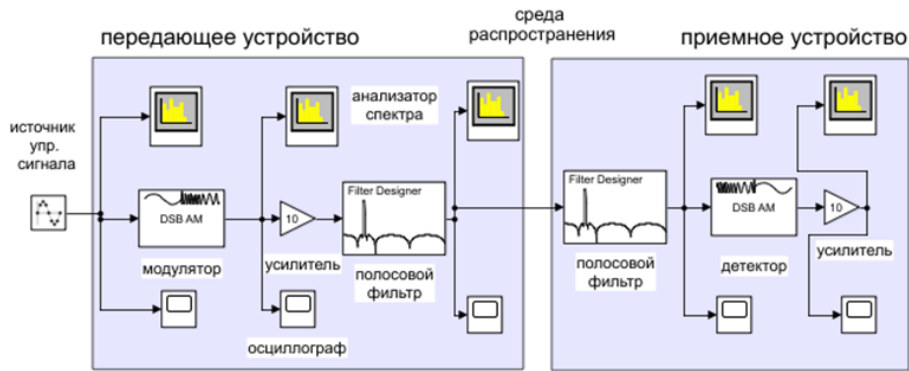 передающее устройство
среда
распространения
приемное устройство
источник
упр.
сигнала
анализатор
спектра
DSB AM
модулятор
10
усилитель
Filter Designer
полосовой
фильтр
осциллограф
Filter Designer
полосовой
фильтр
DSB AM
детектор
10
усилитель